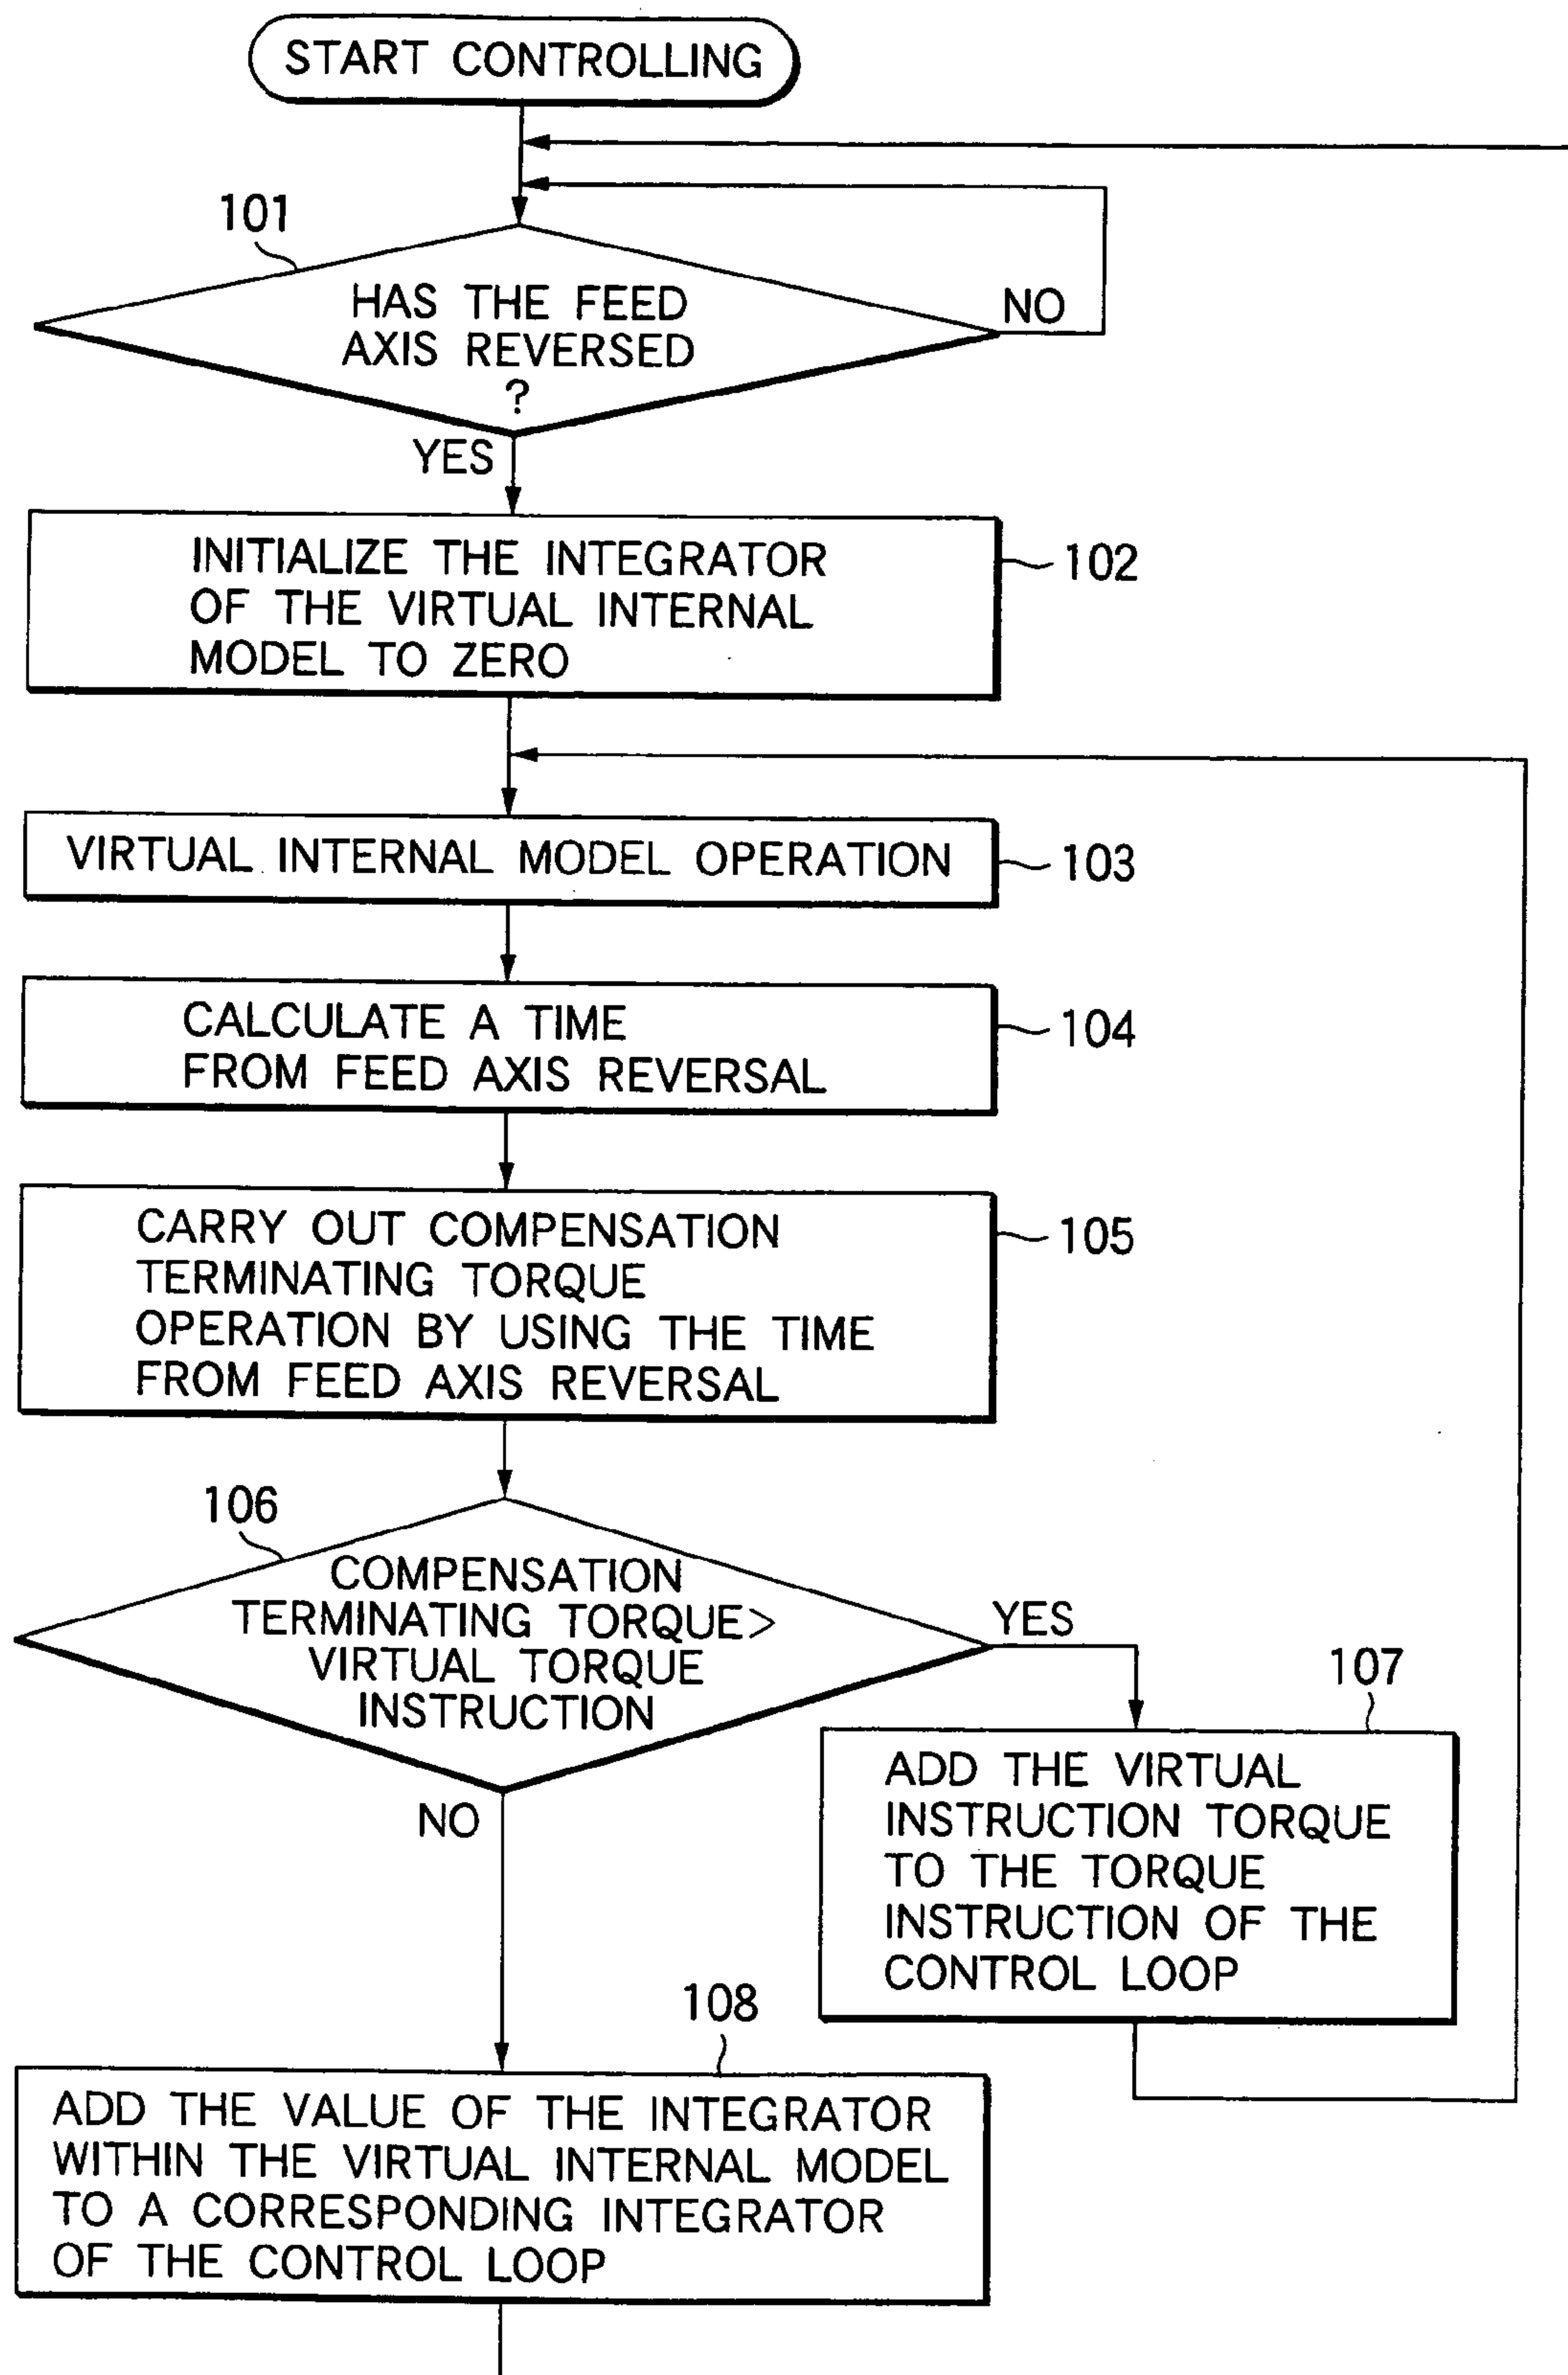 START CONTROLLING
101
HAS THE FEED
AXIS REVERSED
?
NO
YES
INITIALIZE THE INTEGRATOR
OF THE VIRTUAL INTERNAL
MODEL TO ZERO
102
VIRTUAL INTERNAL MODEL OPERATION
103
CALCULATE A TIME
FROM FEED AXIS REVERSAL
104
CARRY OUT COMPENSATION
TERMINATING TORQUE
OPERATION BY USING THE TIME
FROM FEED AXIS REVERSAL
105
106
COMPENSATION
TERMINATING TORQUE>
VIRTUAL TORQUE
INSTRUCTION
YES
NO
107
ADD THE VIRTUAL
INSTRUCTION TORQUE
TO THE TORQUE
INSTRUCTION OF THE
CONTROL LOOP
108
ADD THE VALUE OF THE INTEGRATOR
WITHIN THE VIRTUAL INTERNAL MODEL
TO A CORRESPONDING INTEGRATOR
OF THE CONTROL LOOP